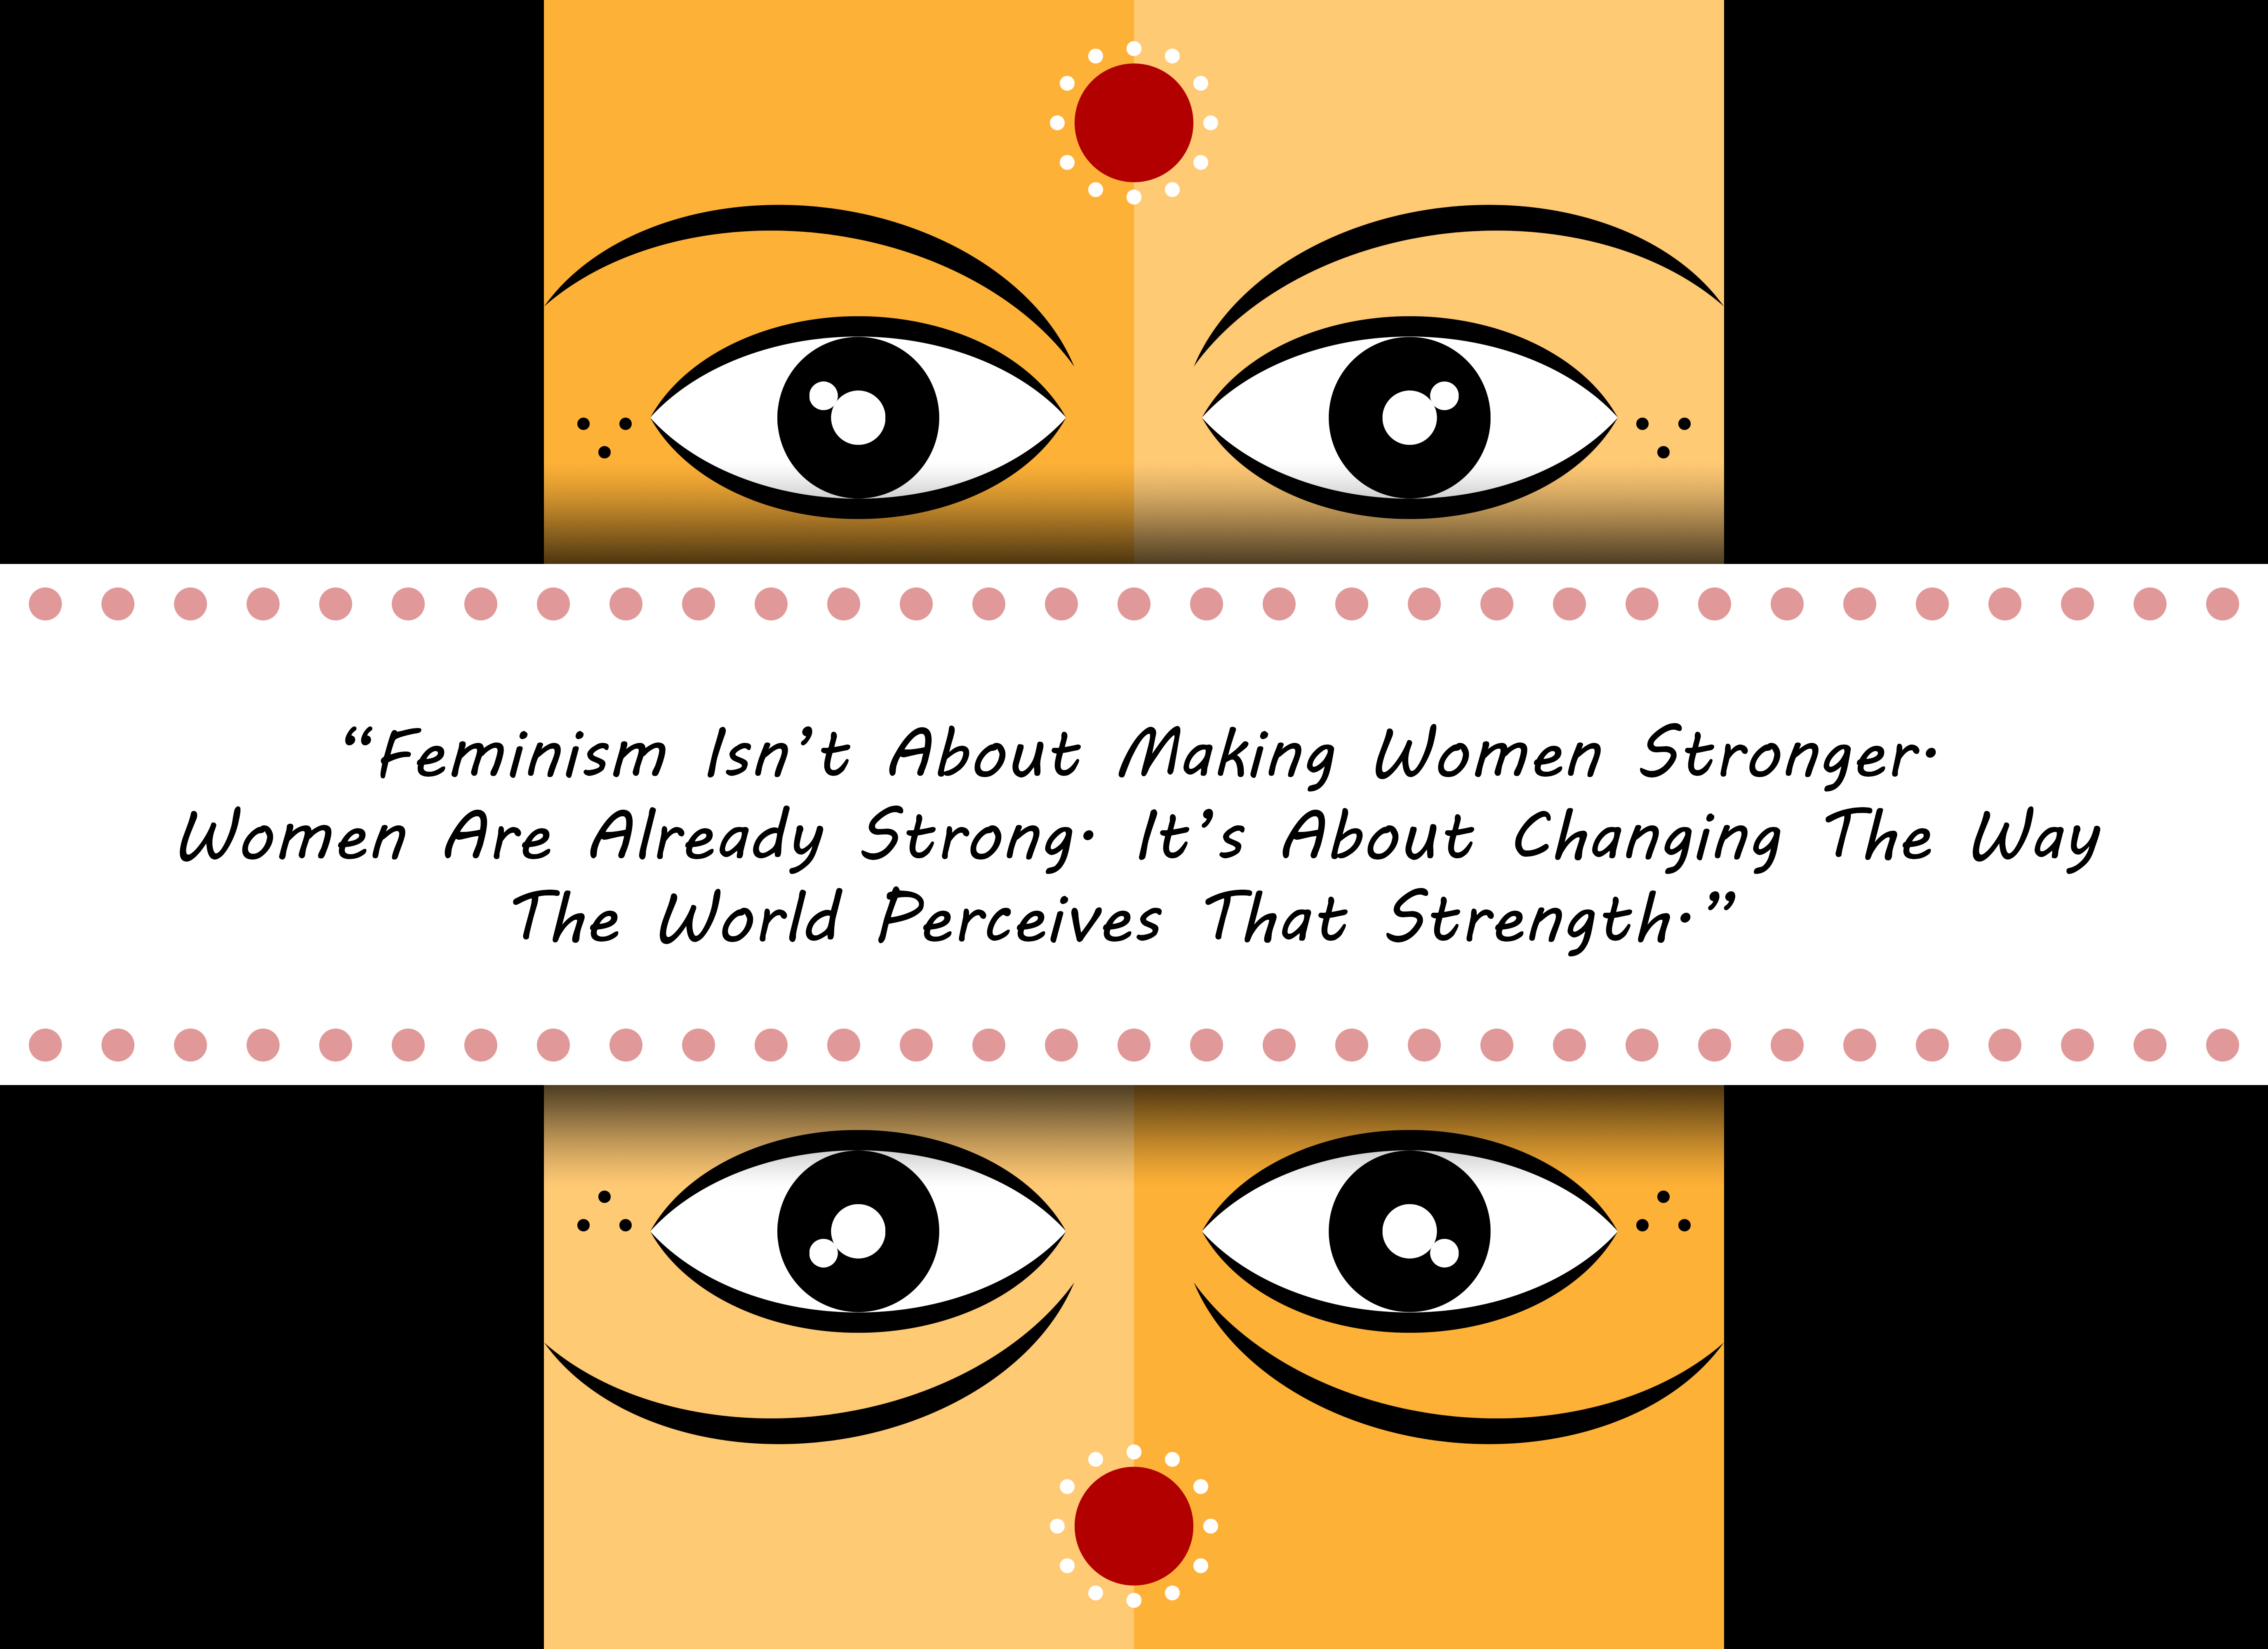 “Feminism Isn’t About Making Women Stronger.
Women Are Already Strong. It’s About Changing The Way
The World Perceives That Strength.”